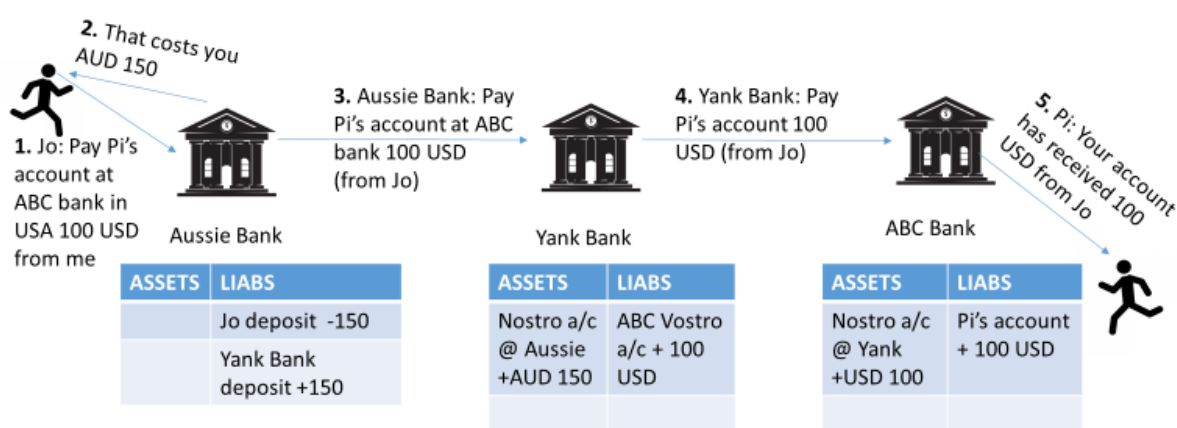 2. That costs you
AUD 150
1. Jo: Pay Pi's
account at
ABC bank in
USA 100 USD
from me
3. Aussie Bank: Pay
Pi's account at ABC
bank 100 USD
(from Jo)
4. Yank Bank: Pay
Pi's account 100
USD (from Jo)
5. Pi: Your account
has received 100
USD from Jo
Aussie Bank
Yank Bank
ABC Bank
ASSETS LIABS
Jo deposit -150
Yank Bank
deposit +150
ASSETS LIABS
Nostro a/c ABC Vostro
@ Aussie a/c + 100
+AUD 150 USD
ASSETS LIABS
Nostro a/c Pi's account
@ Yank + 100 USD
+USD 100